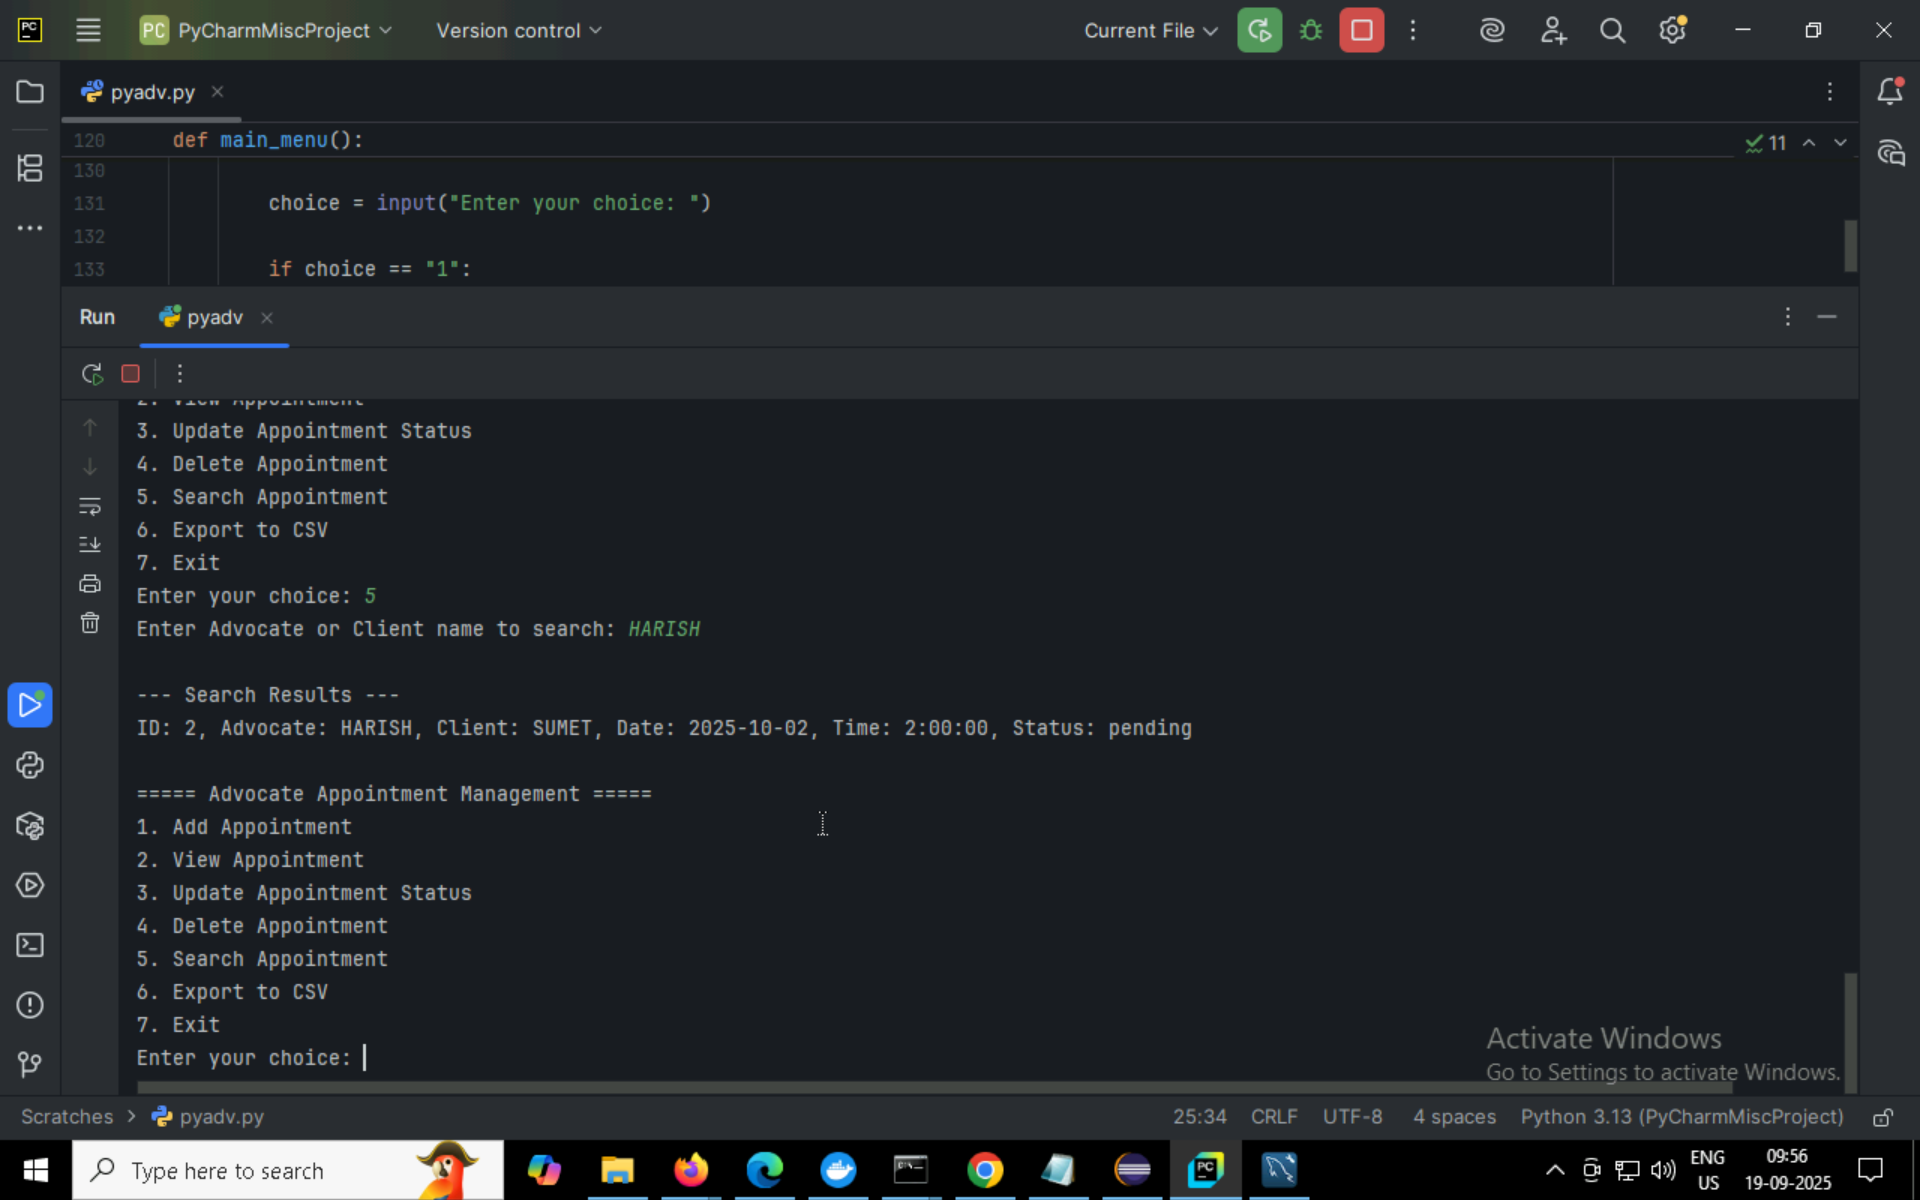 PC
PC PyCharmMiscProject
Version control
Current File
pyadv.py
120 def main_menu():
11
130
131 choice = input("Enter your choice: ")
132
133 if choice == "1":
Run
pyadv
2. View Appointment
3. Update Appointment Status
4. Delete Appointment
5. Search Appointment
6. Export to CSV
7. Exit
Enter your choice: 5
Enter Advocate or Client name to search: HARISH
--- Search Results ---
ID: 2, Advocate: HARISH, Client: SUMET, Date: 2025-10-02, Time: 2:00:00, Status: pending
===== Advocate Appointment Management =====
1. Add Appointment
2. View Appointment
3. Update Appointment Status
4. Delete Appointment
5. Search Appointment
6. Export to CSV
7. Exit
Enter your choice:
Activate Windows
Go to Settings to activate Windows.
Scratches > pyadv.py
25:34 CRLF UTF-8 4 spaces Python 3.13 (PyCharmMiscProject)
Type here to search
PC
ENG
US
09:56
19-09-2025